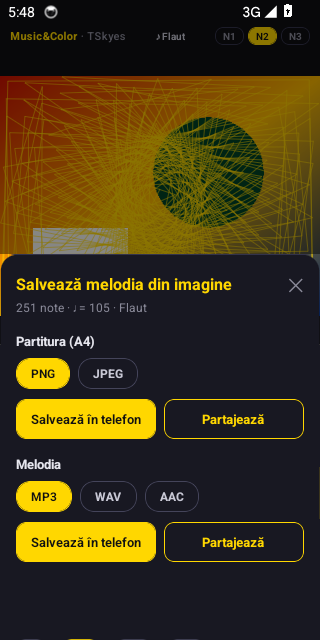 5:48 3G
Music&Color · TSkyes ♪Flaut N1 N2 N3
Salvează melodia din imagine
251 note · ♩= 105 · Flaut
Partitura (A4)
PNG JPEG
Salvează în telefon Partajează
Melodia
MP3 WAV AAC
Salvează în telefon Partajează